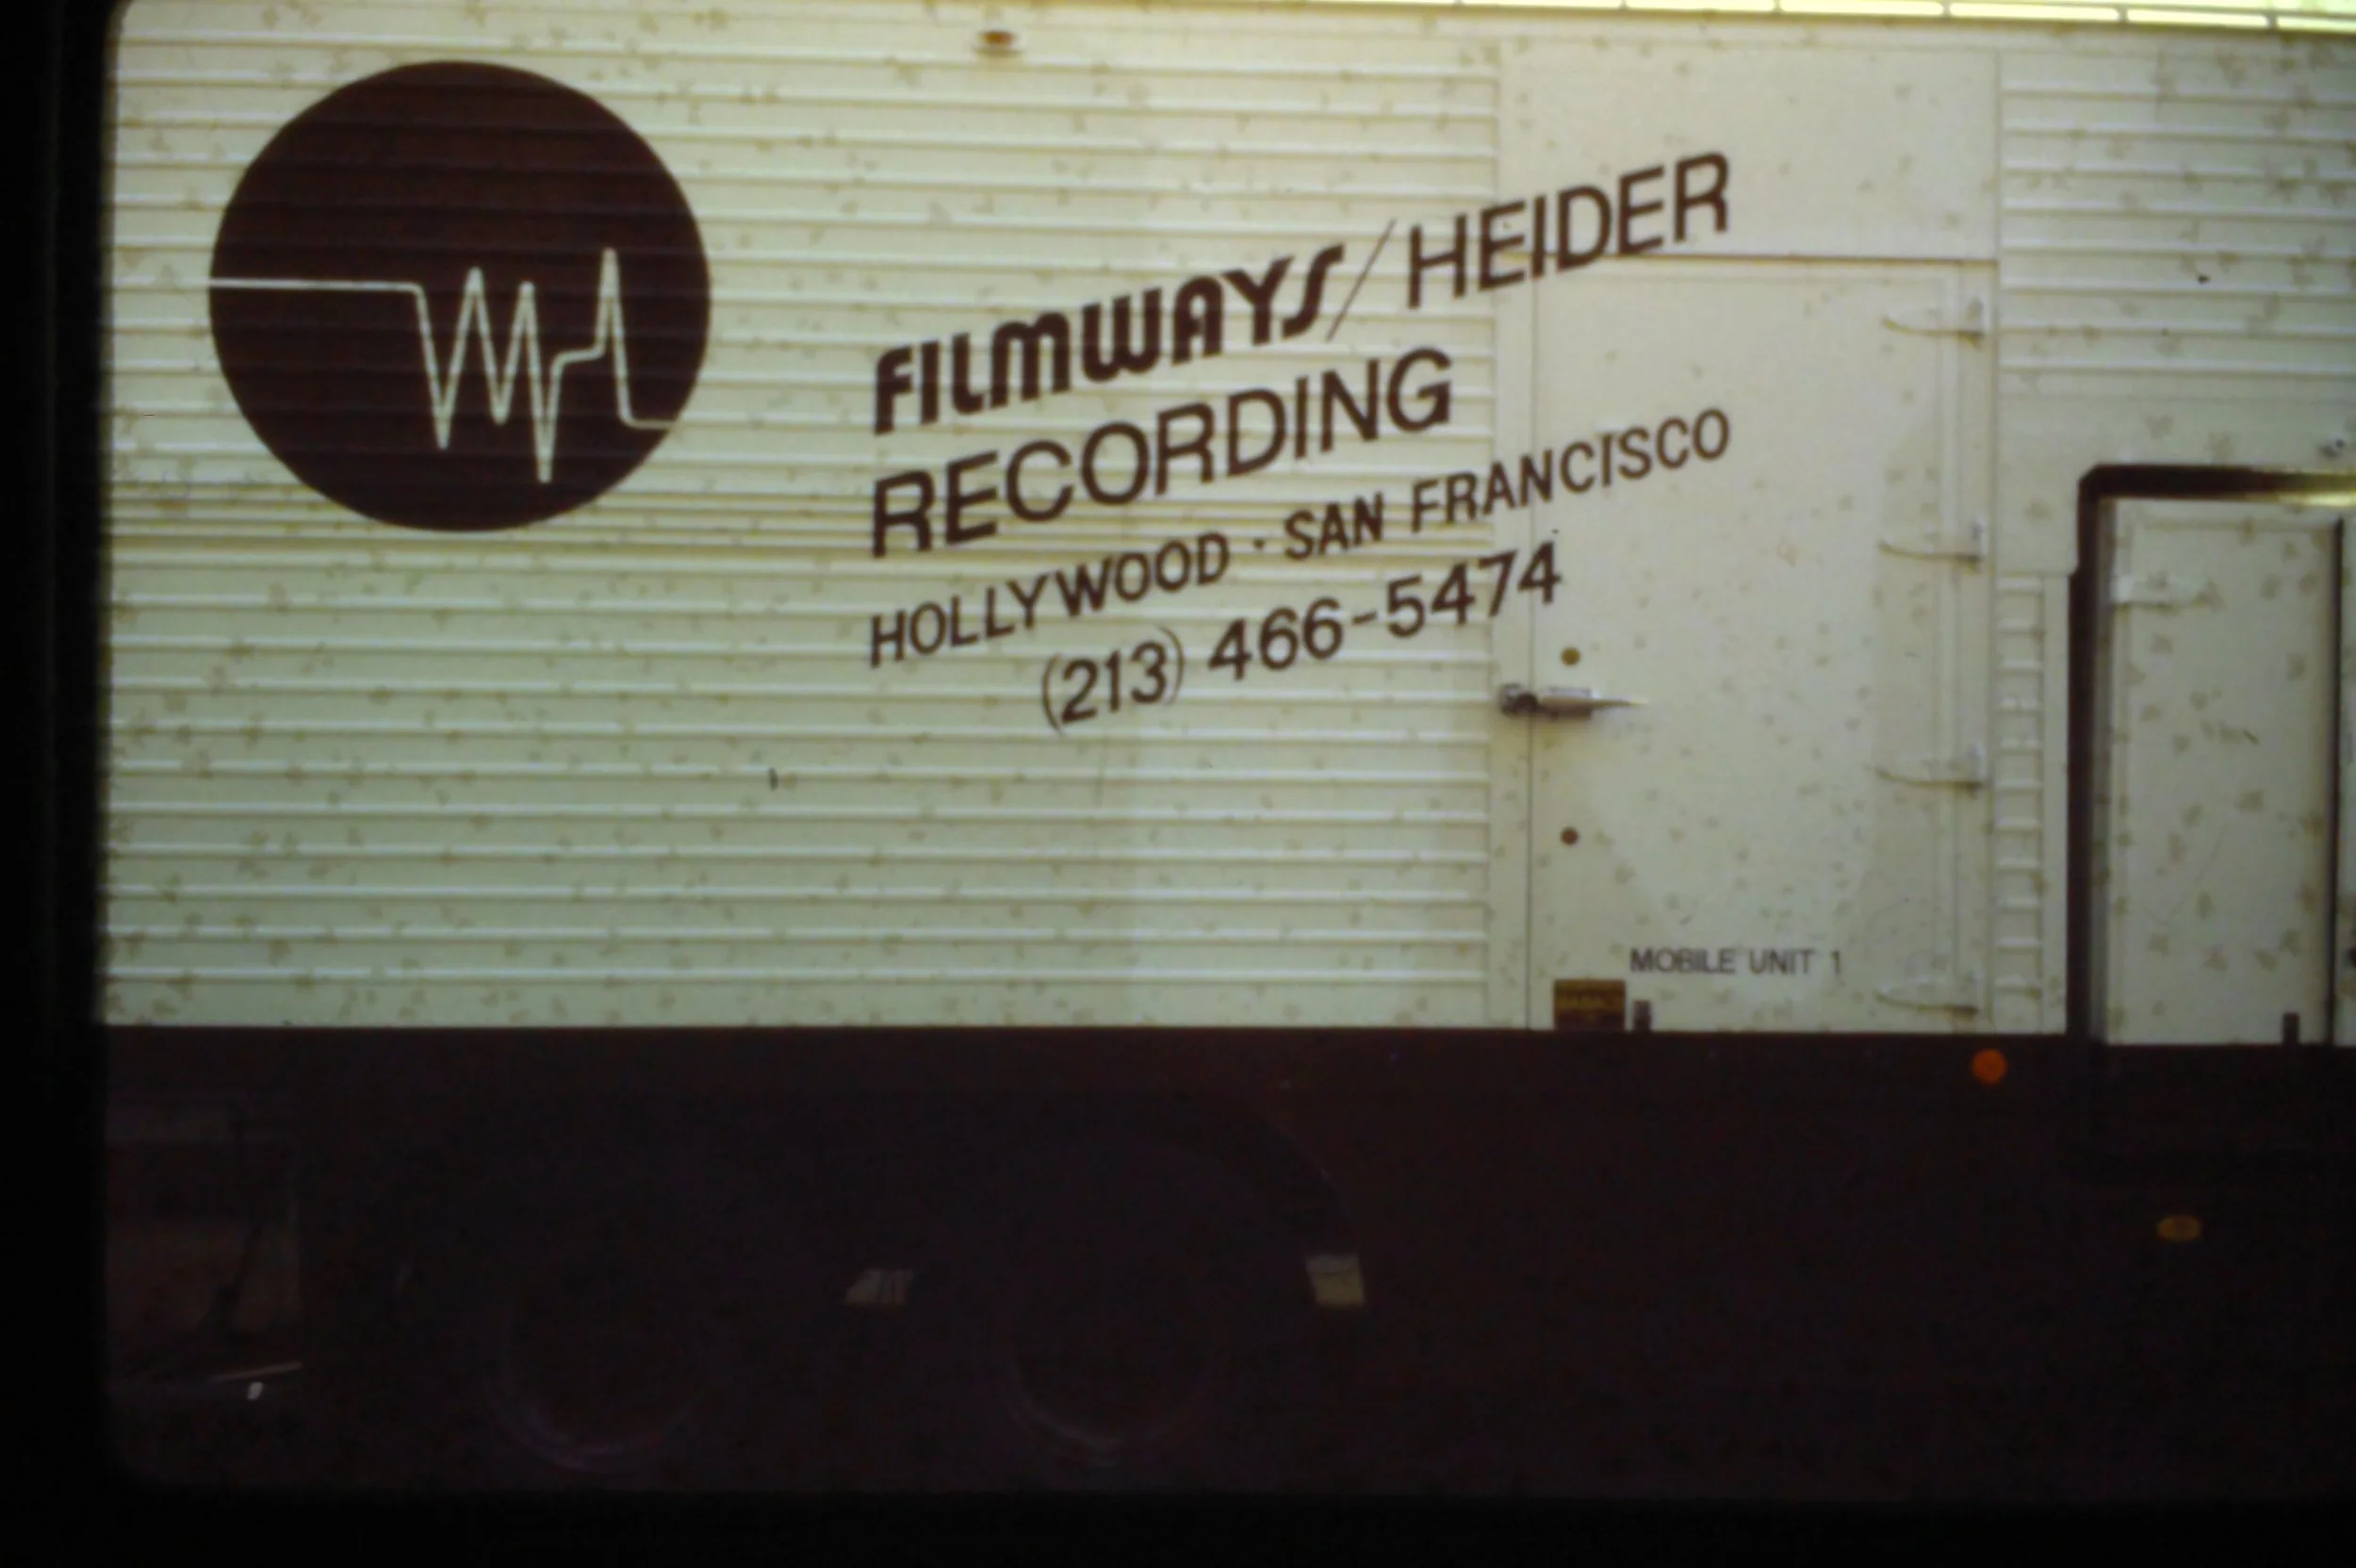 FILMWAYS/HEIDER
RECORDING
HOLLYWOOD · SAN FRANCISCO
(213) 466-5474
MOBILE UNIT 1